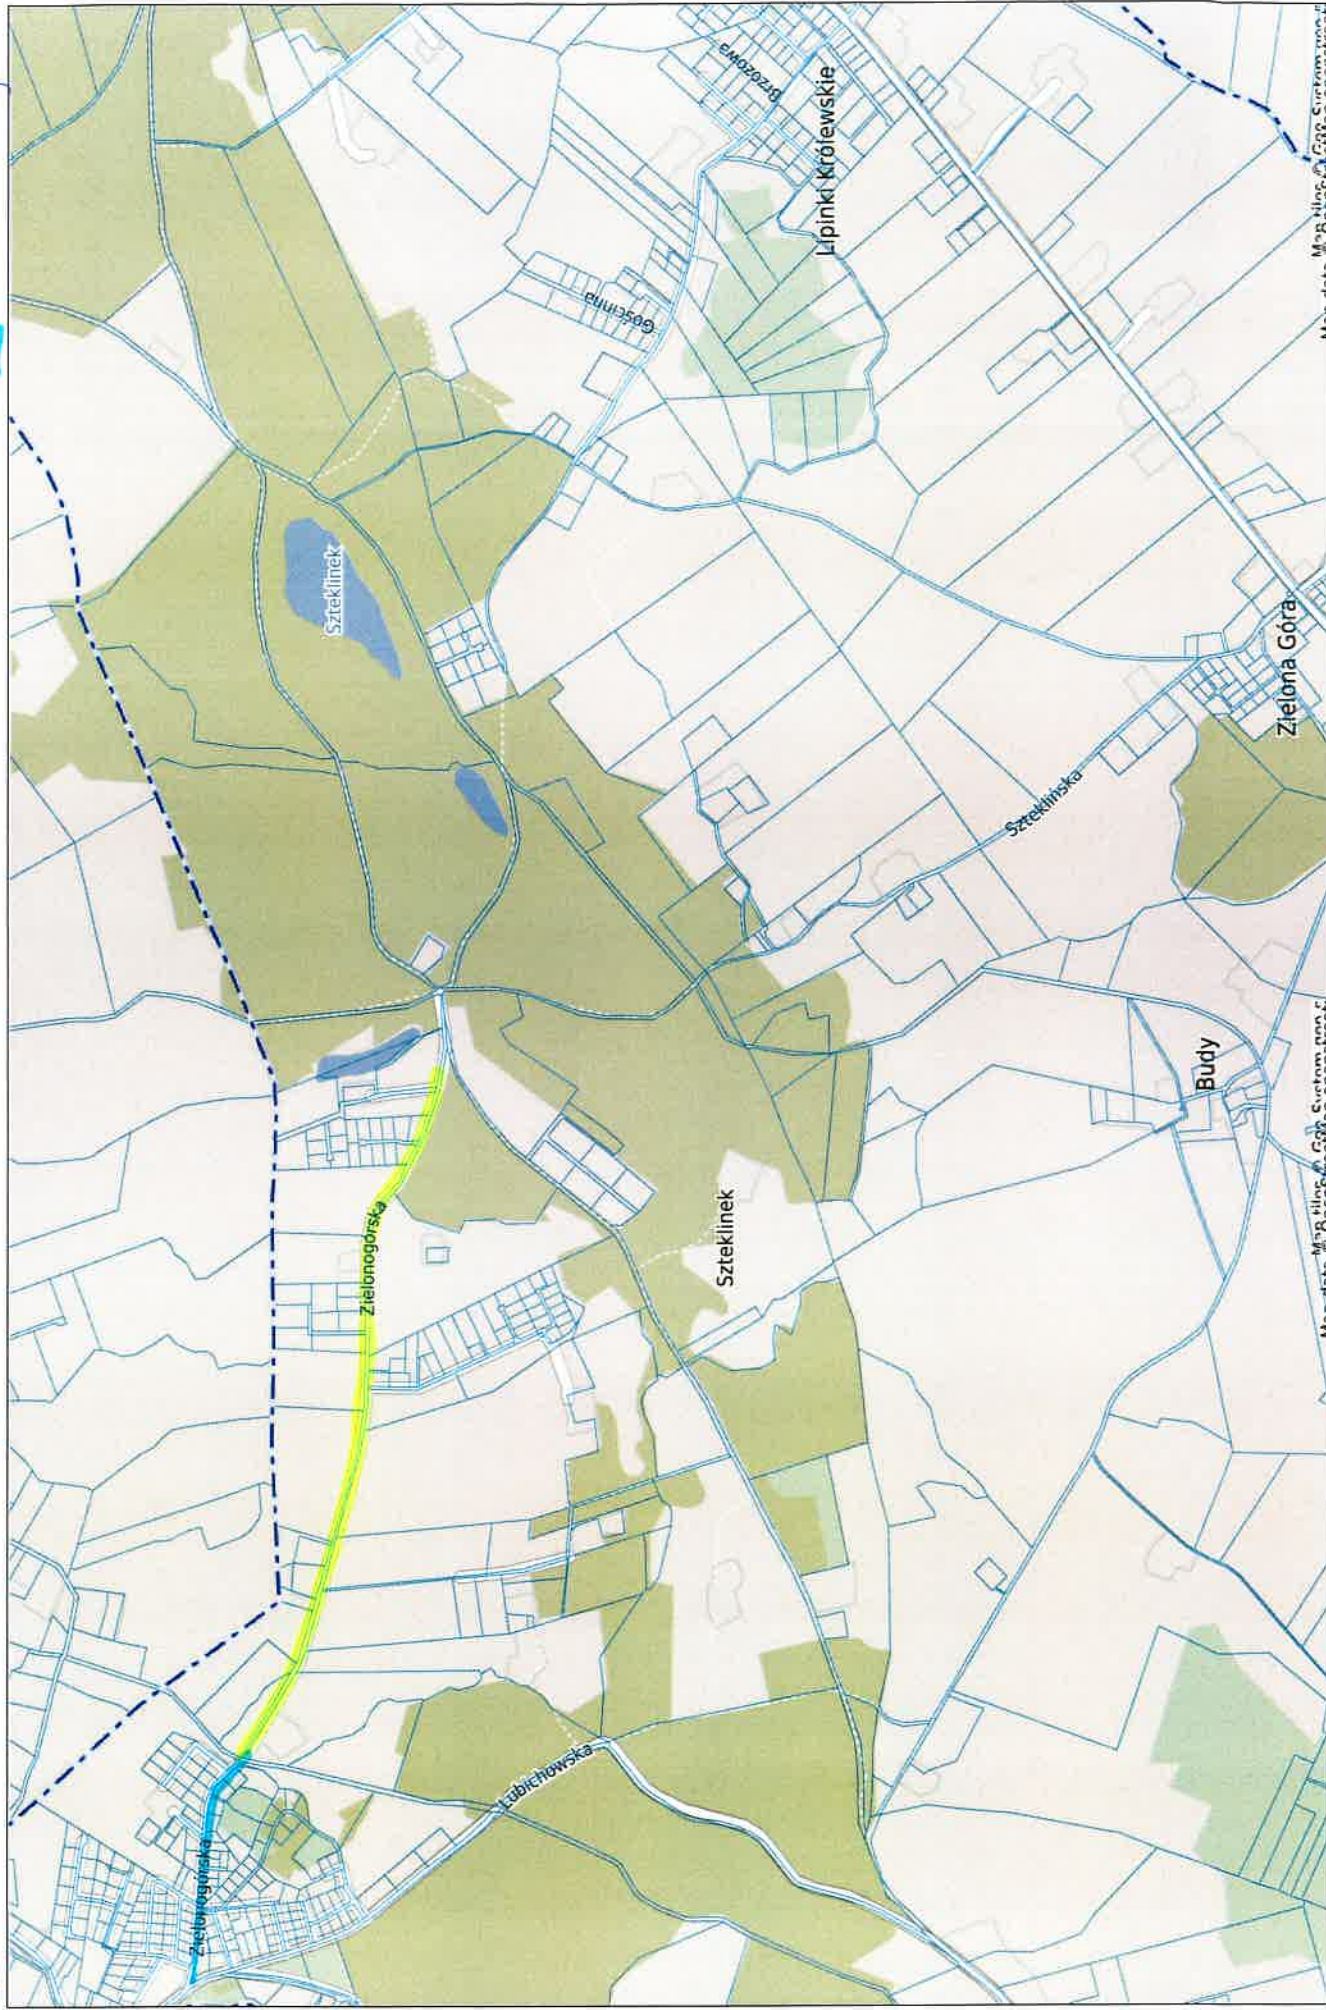 Brzozowa
Lipinki Królewskie
Gościnna
Szteklinek
Zielona Góra
Szteklińska
Budy
Zielonogórska
Szteklinek
Lubichowska
Zielonogórska